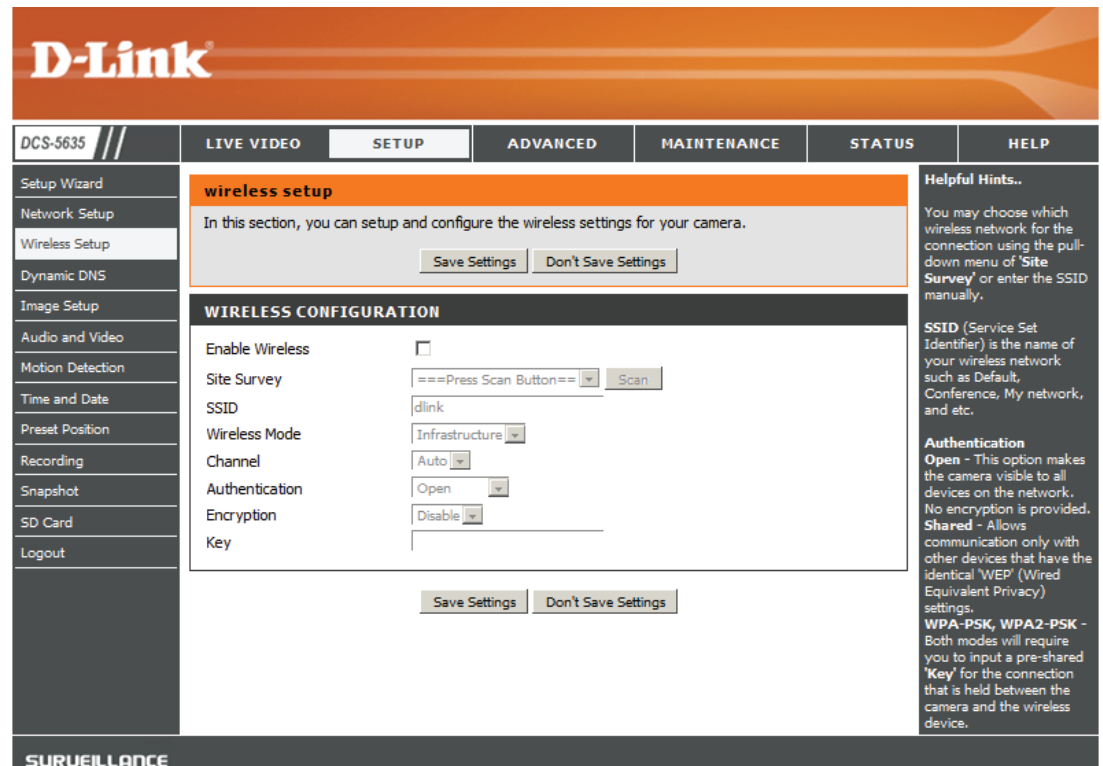 D-Link®
DCS-5635
LIVE VIDEO
SETUP
ADVANCED
MAINTENANCE
STATUS
HELP
Setup Wizard
Network Setup
Wireless Setup
Dynamic DNS
Image Setup
Audio and Video
Motion Detection
Time and Date
Preset Position
Recording
Snapshot
SD Card
Logout
wireless setup
In this section, you can setup and configure the wireless settings for your camera.
Save Settings
Don't Save Settings
WIRELESS CONFIGURATION
Enable Wireless
Site Survey ===Press Scan Button== Scan
SSID dlink
Wireless Mode Infrastructure
Channel Auto
Authentication Open
Encryption Disable
Key
Save Settings
Don't Save Settings
Helpful Hints..
You may choose which
wireless network for the
connection using the pull-
down menu of 'Site
Survey' or enter the SSID
manually.
SSID (Service Set
Identifier) is the name of
your wireless network
such as Default,
Conference, My network,
and etc.
Authentication
Open - This option makes
the camera visible to all
devices on the network.
No encryption is provided.
Shared - Allows
communication only with
other devices that have the
identical 'WEP' (Wired
Equivalent Privacy)
settings.
WPA-PSK, WPA2-PSK -
Both modes will require
you to input a pre-shared
'Key' for the connection
that is held between the
camera and the wireless
device.
SURVEILLANCE